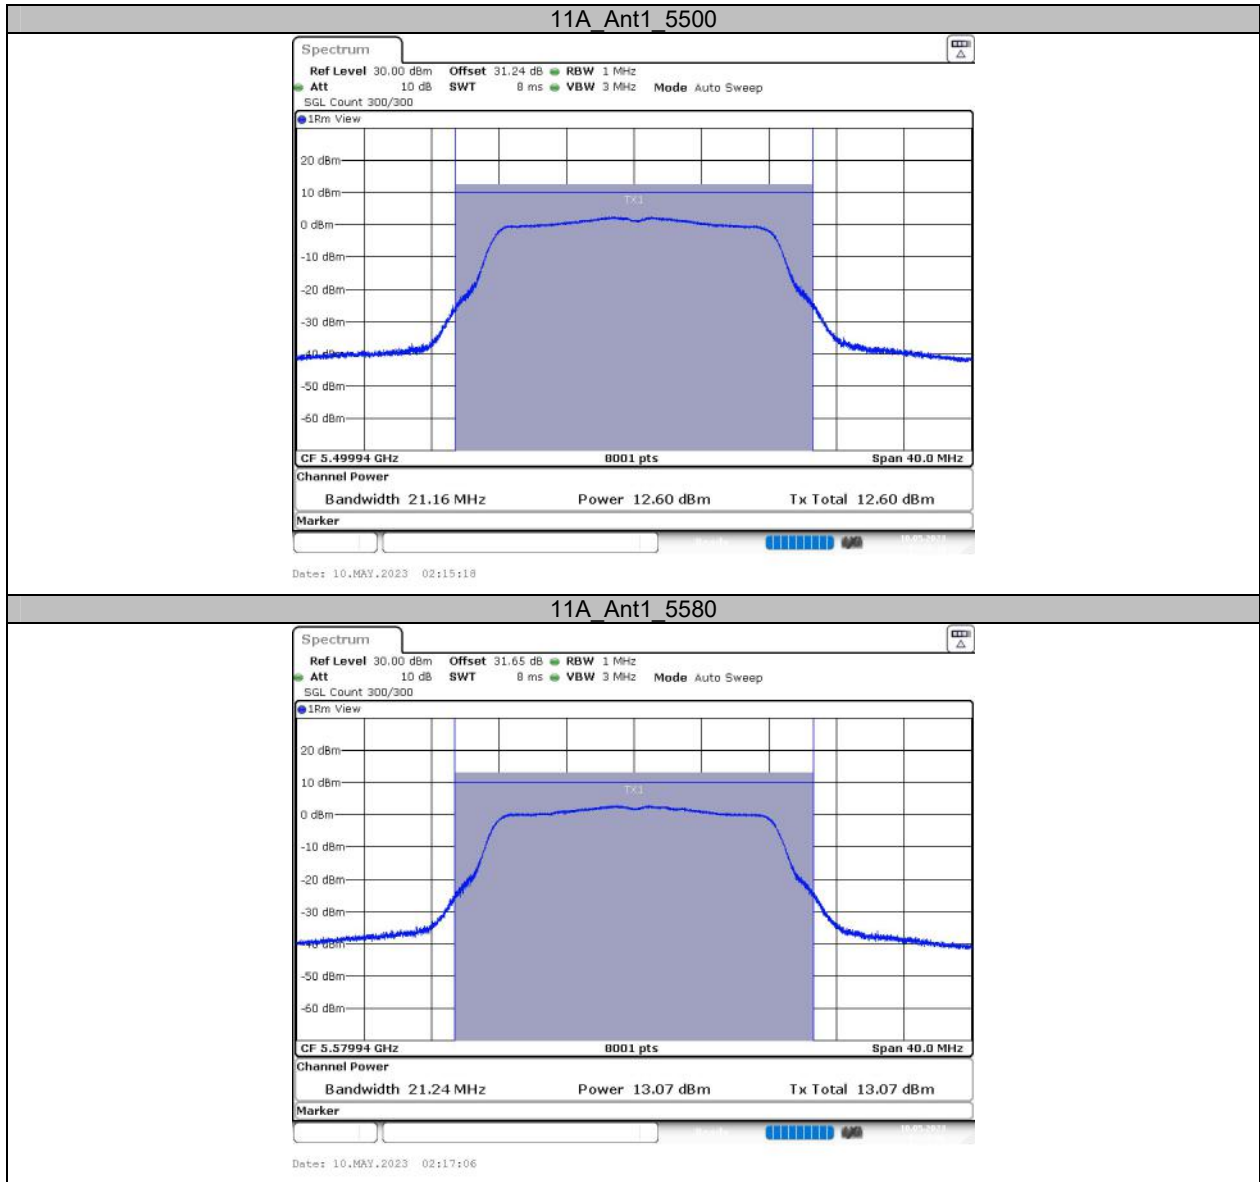 11A_Ant1_5500
Spectrum
Ref Level 30.00 dBm Offset 31.24 dB RBW 1 MHz
Att 10 dB SWT 8 ms VBW 3 MHz Mode Auto Sweep
SGL Count 300/300
1Rm View
20 dBm
10 dBm
TX1
0 dBm
-10 dBm
-20 dBm
-30 dBm
-40 dBm
-50 dBm
-60 dBm
CF 5.49994 GHz 8001 pts Span 40.0 MHz
Channel Power
Bandwidth 21.16 MHz Power 12.60 dBm Tx Total 12.60 dBm
Marker
Date: 10.MAY.2023 02:15:18
11A_Ant1_5580
Spectrum
Ref Level 30.00 dBm Offset 31.65 dB RBW 1 MHz
Att 10 dB SWT 8 ms VBW 3 MHz Mode Auto Sweep
SGL Count 300/300
1Rm View
20 dBm
10 dBm
TX1
0 dBm
-10 dBm
-20 dBm
-30 dBm
-40 dBm
-50 dBm
-60 dBm
CF 5.57994 GHz 8001 pts Span 40.0 MHz
Channel Power
Bandwidth 21.24 MHz Power 13.07 dBm Tx Total 13.07 dBm
Marker
Date: 10.MAY.2023 02:17:06